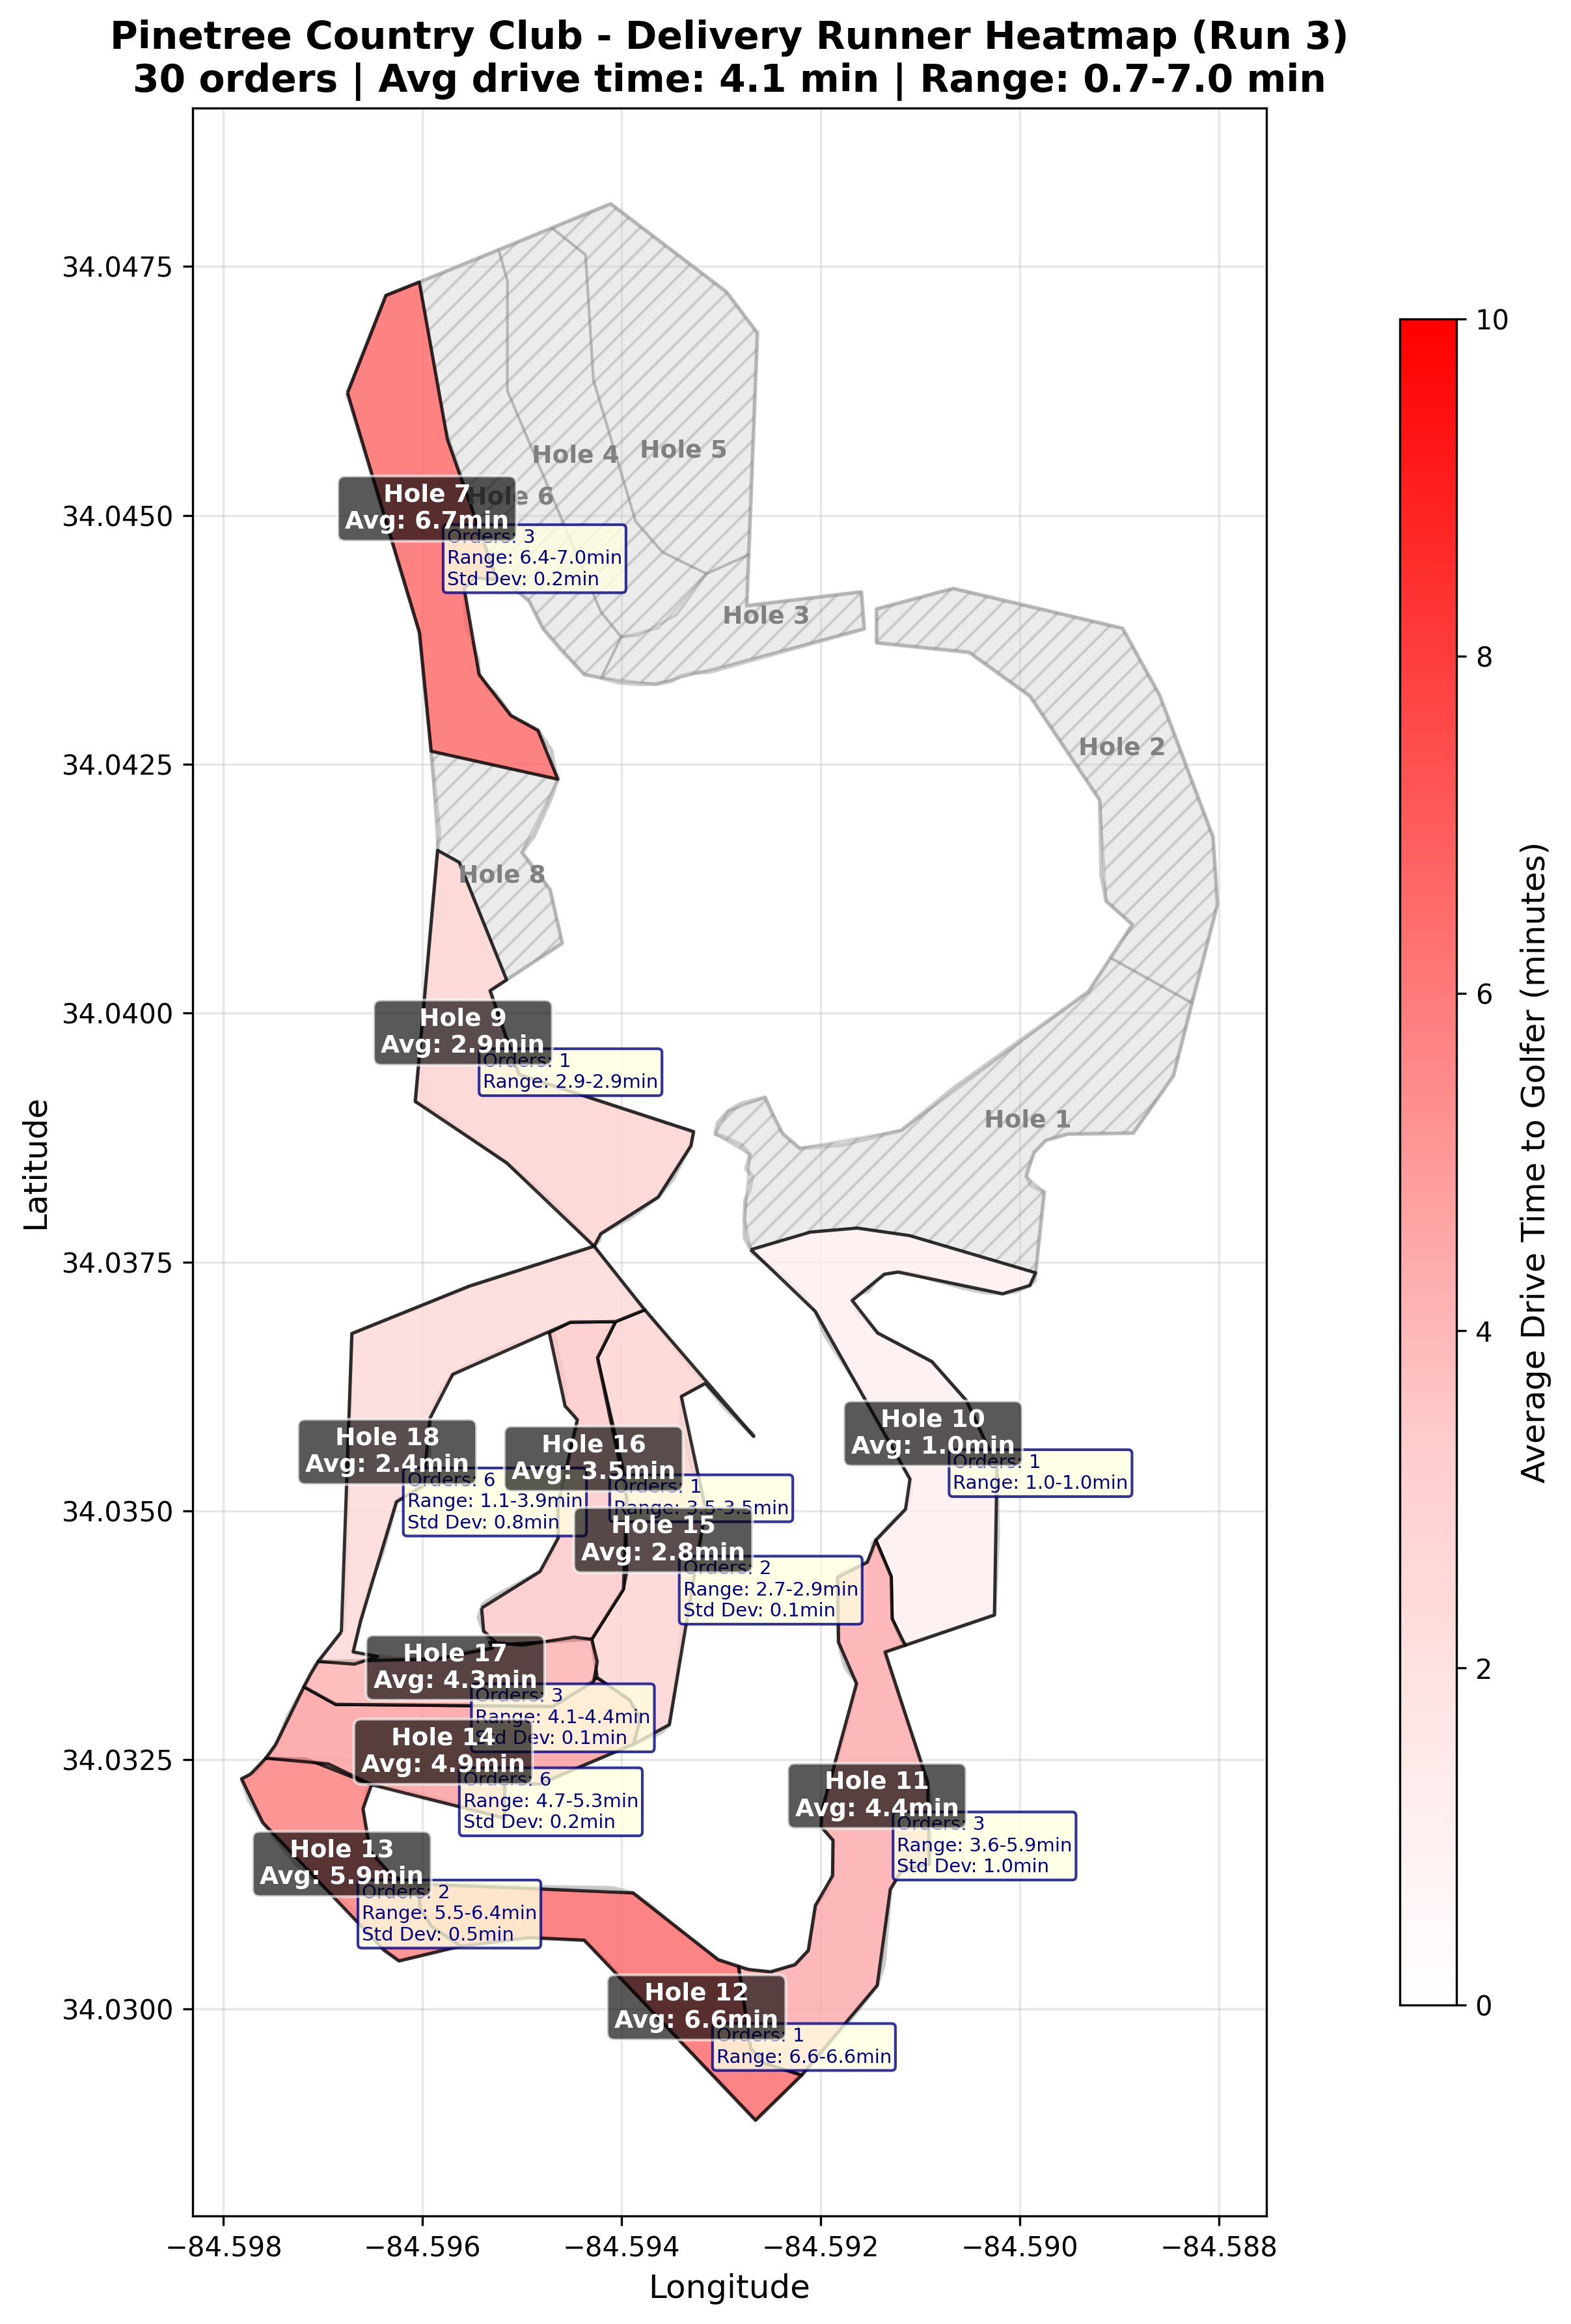 Pinetree Country Club - Delivery Runner Heatmap (Run 3)
30 orders | Avg drive time: 4.1 min | Range: 0.7-7.0 min
34.0475
34.0450
34.0425
34.0400
34.0375
34.0350
34.0325
34.0300
Latitude
−84.598
−84.596
−84.594
−84.592
−84.590
−84.588
Longitude
Hole 4
Hole 5
Hole 6
Hole 7
Avg: 6.7min
Orders: 3
Range: 6.4-7.0min
Std Dev: 0.2min
Hole 3
Hole 2
Hole 8
Hole 9
Avg: 2.9min
Orders: 1
Range: 2.9-2.9min
Hole 1
Hole 10
Avg: 1.0min
Orders: 1
Range: 1.0-1.0min
Hole 18
Avg: 2.4min
Orders: 6
Range: 1.1-3.9min
Std Dev: 0.8min
Hole 16
Avg: 3.5min
Orders: 1
Range: 3.5-3.5min
Hole 15
Avg: 2.8min
Orders: 2
Range: 2.7-2.9min
Std Dev: 0.1min
Hole 17
Avg: 4.3min
Orders: 3
Range: 4.1-4.4min
Std Dev: 0.1min
Hole 14
Avg: 4.9min
Orders: 6
Range: 4.7-5.3min
Std Dev: 0.2min
Hole 11
Avg: 4.4min
Orders: 3
Range: 3.6-5.9min
Std Dev: 1.0min
Hole 13
Avg: 5.9min
Orders: 2
Range: 5.5-6.4min
Std Dev: 0.5min
Hole 12
Avg: 6.6min
Orders: 1
Range: 6.6-6.6min
10
8
6
4
2
0
Average Drive Time to Golfer (minutes)